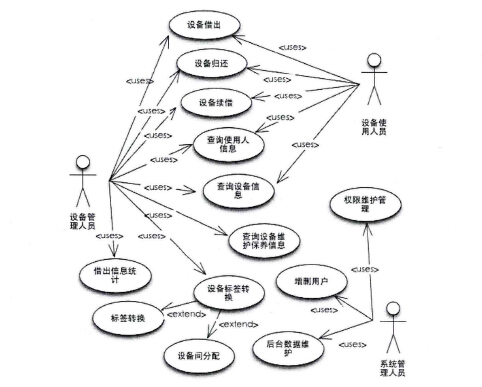 设备借出
<uses>
设备归还
<uses>
<uses>
<uses>
设备续借
<uses>
<uses>
设备使
用人员
查询使用人
信息
<uses>
<uses>
<uses>
查询设备信
息
<uses>
设备管
理人员
<uses>
权限维护管
理
<uses>
<uses>
查询设备维
护保养信息
借出信息统
计
设备标签转
换
增删用户
<uses>
标签转换
<extend>
<extend>
<uses>
设备间分配
后台数据维
护
<uses>
系统管
理人员